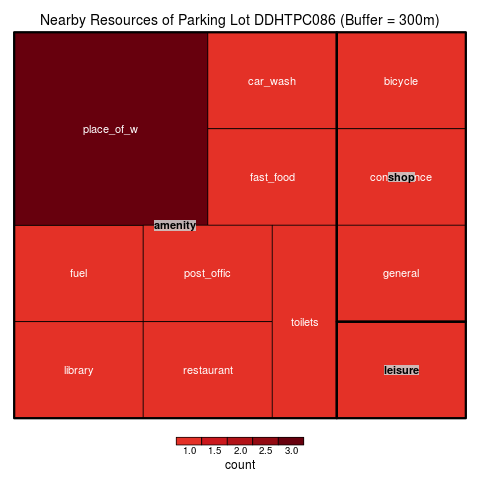 Nearby Resources of Parking Lot DDHTPC086 (Buffer = 300m)
place_of_w
car_wash
bicycle
fast_food
shop
amenity
fuel
post_offic
general
toilets
library
restaurant
leisure
1.0 1.5 2.0 2.5 3.0
count